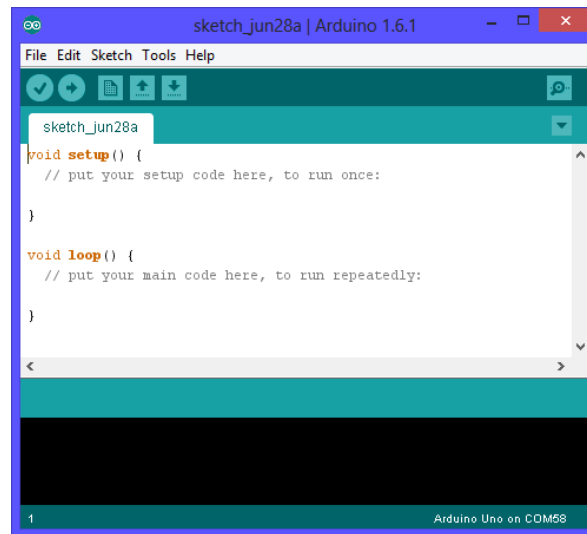 sketch_jun28a | Arduino 1.6.1
File Edit Sketch Tools Help
sketch_jun28a
void setup() {
  // put your setup code here, to run once:
}
void loop() {
  // put your main code here, to run repeatedly:
}
1 Arduino Uno on COM58